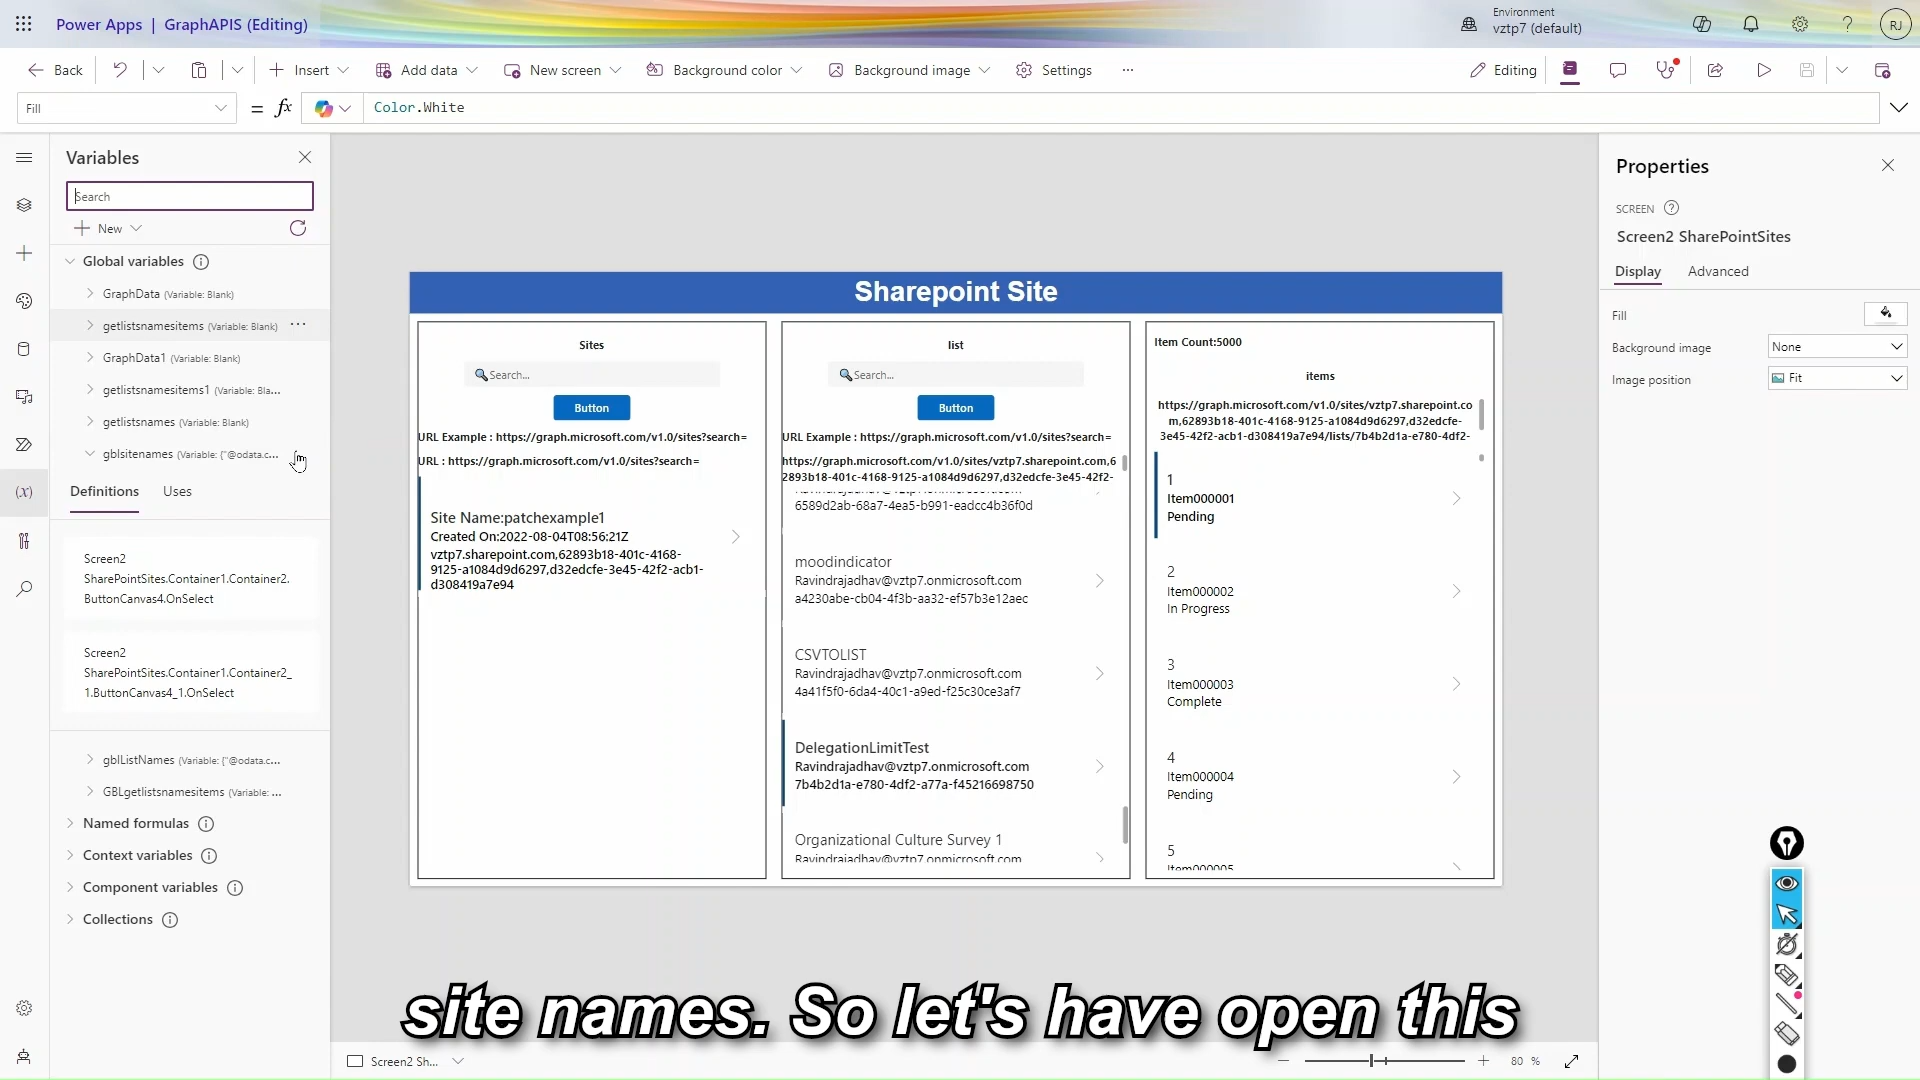 Power Apps | GraphAPIS (Editing)
Environment
vztp7 (default)
RJ
Back
Insert
Add data
New screen
Background color
Background image
Settings
Editing
Fill
= fx
Color.White
Variables
Search
New
Global variables
GraphData (Variable: Blank)
getlistsnamesitems (Variable: Blank)
GraphData1 (Variable: Blank)
getlistsnamesitems1 (Variable: Bla...
getlistsnames (Variable: Blank)
gblsitenames (Variable: {"@odata.c...
Definitions
Uses
Screen2
SharePointSites.Container1.Container2.
ButtonCanvas4.OnSelect
Screen2
SharePointSites.Container1.Container2_
1.ButtonCanvas4_1.OnSelect
gblListNames (Variable: {"@odata.c...
GBLgetlistsnamesitems (Variable: ...
Named formulas
Context variables
Component variables
Collections
Sharepoint Site
Sites
Search...
Button
URL Example : https://graph.microsoft.com/v1.0/sites?search=
URL : https://graph.microsoft.com/v1.0/sites?search=
Site Name:patchexample1
Created On:2022-08-04T08:56:21Z
vztp7.sharepoint.com,62893b18-401c-4168-
9125-a1084d9d6297,d32edcfe-3e45-42f2-acb1-
d308419a7e94
list
Search...
Button
URL Example : https://graph.microsoft.com/v1.0/sites?search=
https://graph.microsoft.com/v1.0/sites/vztp7.sharepoint.com,6
2893b18-401c-4168-9125-a1084d9d6297,d32edcfe-3e45-42f2-
Ravindrajadhav@vztp7.onmicrosoft.com
6589d2ab-68a7-4ea5-b991-eadcc4b36f0d
moodindicator
Ravindrajadhav@vztp7.onmicrosoft.com
a4230abe-cb04-4f3b-aa32-ef57b3e12aec
CSVTOLIST
Ravindrajadhav@vztp7.onmicrosoft.com
4a41f5f0-6da4-40c1-a9ed-f25c30ce3af7
DelegationLimitTest
Ravindrajadhav@vztp7.onmicrosoft.com
7b4b2d1a-e780-4df2-a77a-f45216698750
Organizational Culture Survey 1
Ravindrajadhav@vztp7.onmicrosoft.com
Item Count:5000
items
https://graph.microsoft.com/v1.0/sites/vztp7.sharepoint.co
m,62893b18-401c-4168-9125-a1084d9d6297,d32edcfe-
3e45-42f2-acb1-d308419a7e94/lists/7b4b2d1a-e780-4df2-
1
Item000001
Pending
2
Item000002
In Progress
3
Item000003
Complete
4
Item000004
Pending
5
Item000005
Properties
SCREEN
Screen2 SharePointSites
Display
Advanced
Fill
Background image
None
Image position
Fit
site names. So let's have open this
Screen2 Sh...
80 %